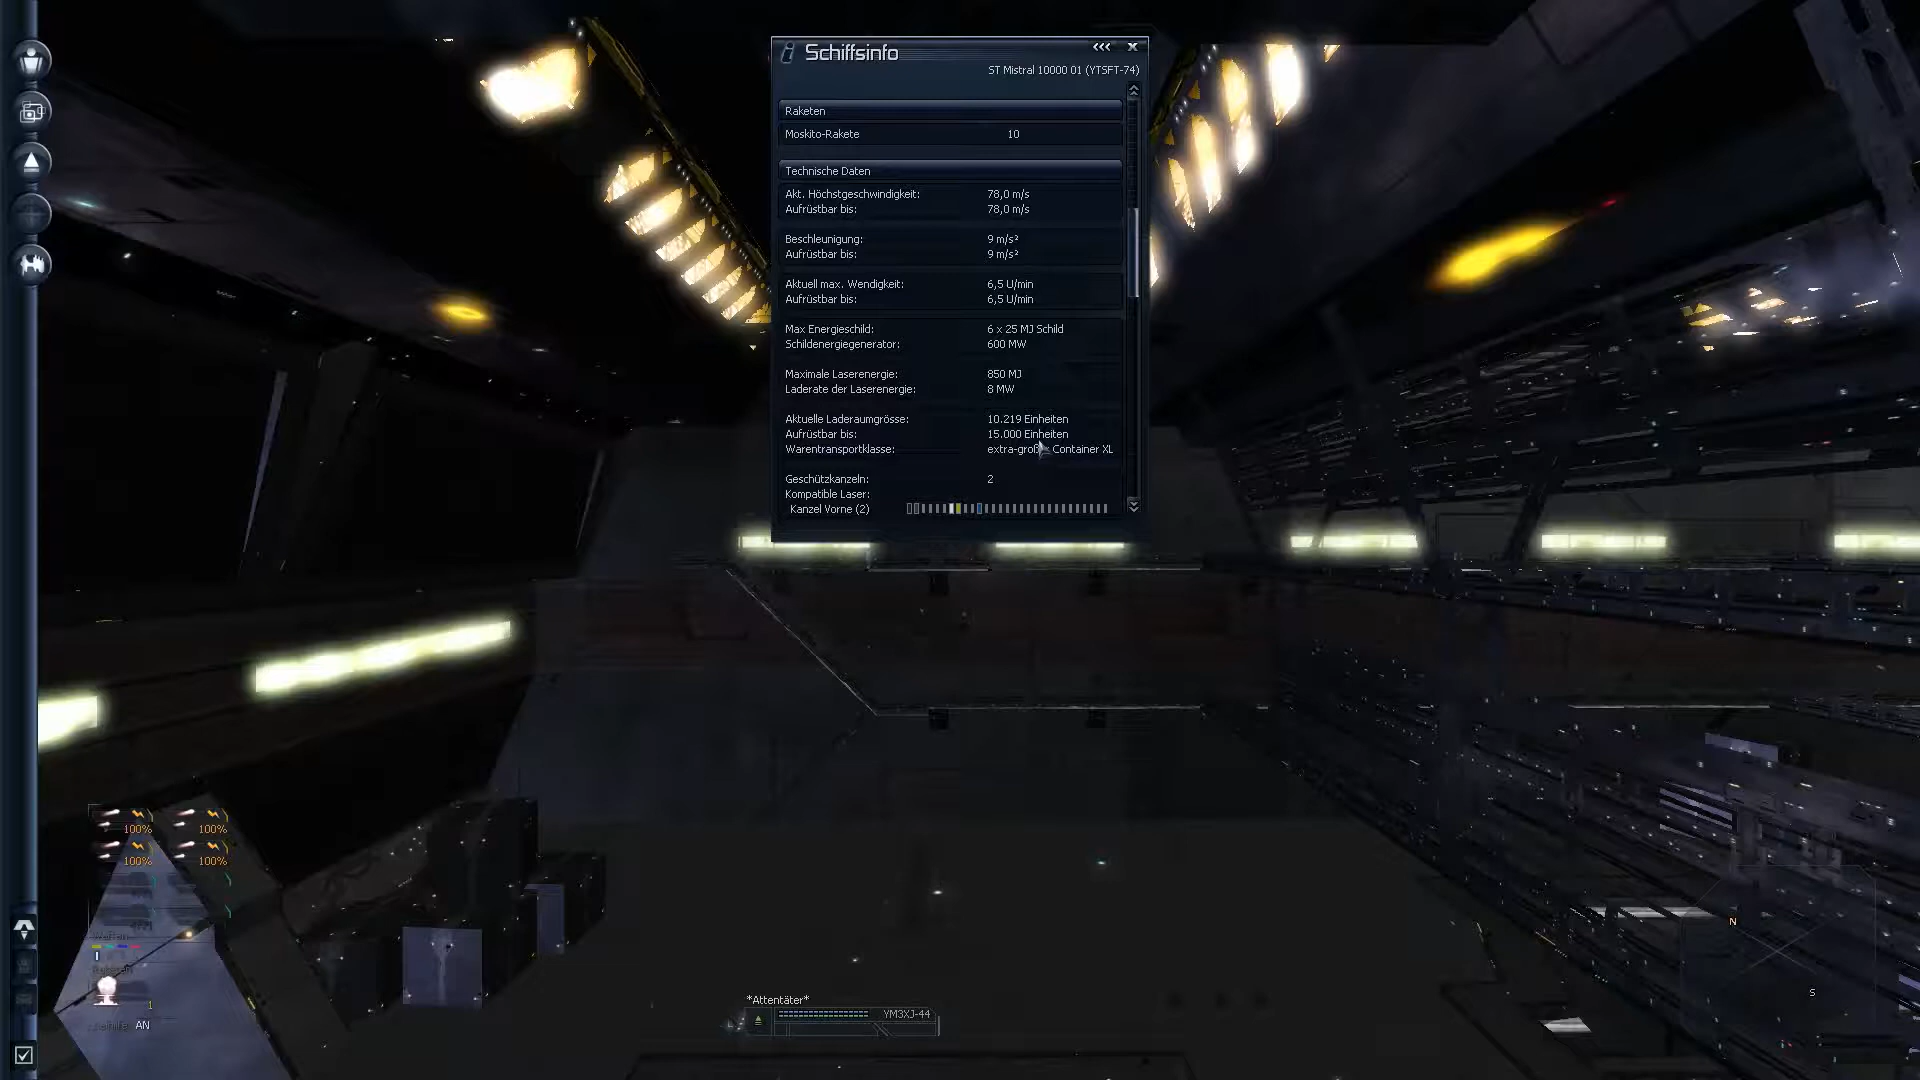 Schiffsinfo
ST Mistral 10000 01 (YTSFT-74)
Raketen
Moskito-Rakete 10
Technische Daten
Akt. Höchstgeschwindigkeit: 78,0 m/s
Aufrüstbar bis: 78,0 m/s
Beschleunigung: 9 m/s²
Aufrüstbar bis: 9 m/s²
Aktuell max. Wendigkeit: 6,5 U/min
Aufrüstbar bis: 6,5 U/min
Max Energieschild: 6 x 25 MJ Schild
Schildenergiegenerator: 600 MW
Maximale Laserenergie: 850 MJ
Laderate der Laserenergie: 8 MW
Aktuelle Laderaumgrösse: 10.219 Einheiten
Aufrüstbar bis: 15.000 Einheiten
Warentransportklasse: Container XL
Geschützkanzeln: 2
Kompatible Laser:
Kanzel Vorne (2)
100% 100%
100% 100%
1
AN
*Attentäter*
YM3XJ-44
N
S